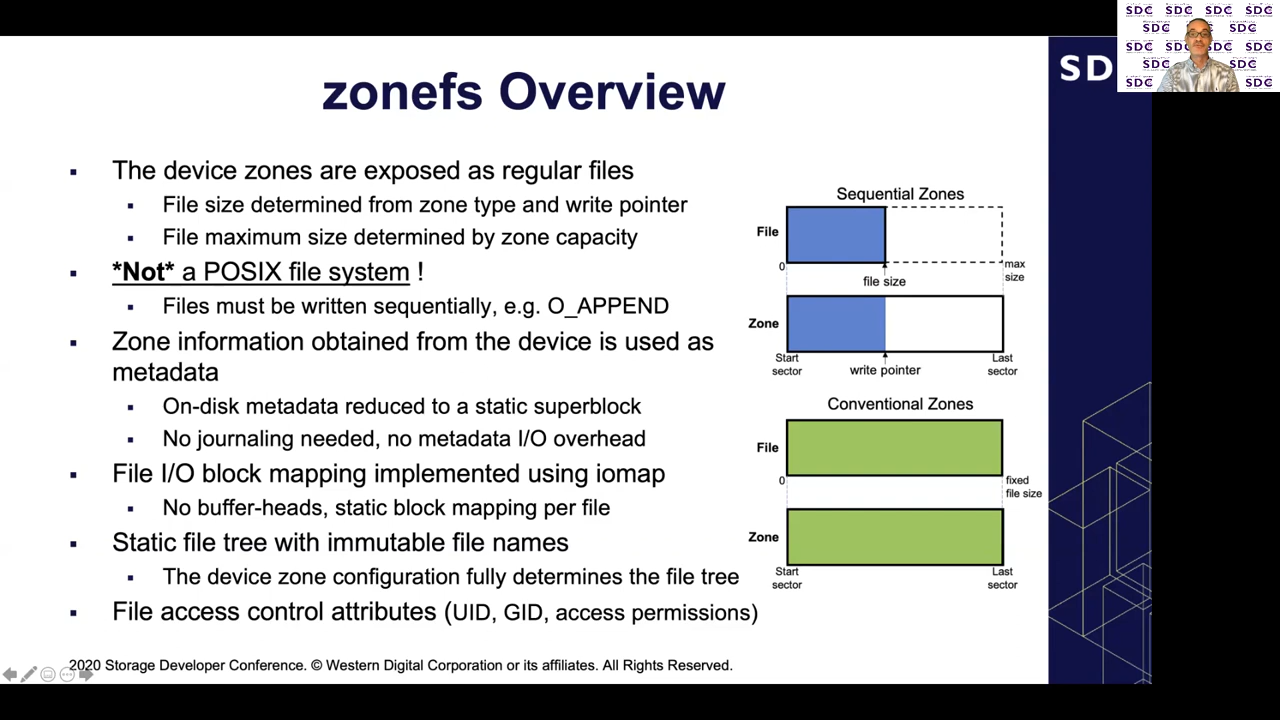 SDC SDC SDC SDC
SDC SDC
SDC SDC SDC
SDC SDC
SDC SDC
SD
zonefs Overview
▪ The device zones are exposed as regular files
▪ File size determined from zone type and write pointer
▪ File maximum size determined by zone capacity
▪ *Not* a POSIX file system !
▪ Files must be written sequentially, e.g. O_APPEND
▪ Zone information obtained from the device is used as
metadata
▪ On-disk metadata reduced to a static superblock
▪ No journaling needed, no metadata I/O overhead
▪ File I/O block mapping implemented using iomap
▪ No buffer-heads, static block mapping per file
▪ Static file tree with immutable file names
▪ The device zone configuration fully determines the file tree
▪ File access control attributes (UID, GID, access permissions)
Sequential Zones
File
0
file size
max
size
Zone
Start
sector
write pointer
Last
sector
Conventional Zones
File
0
fixed
file size
Zone
Start
sector
Last
sector
2020 Storage Developer Conference. © Western Digital Corporation or its affiliates. All Rights Reserved.